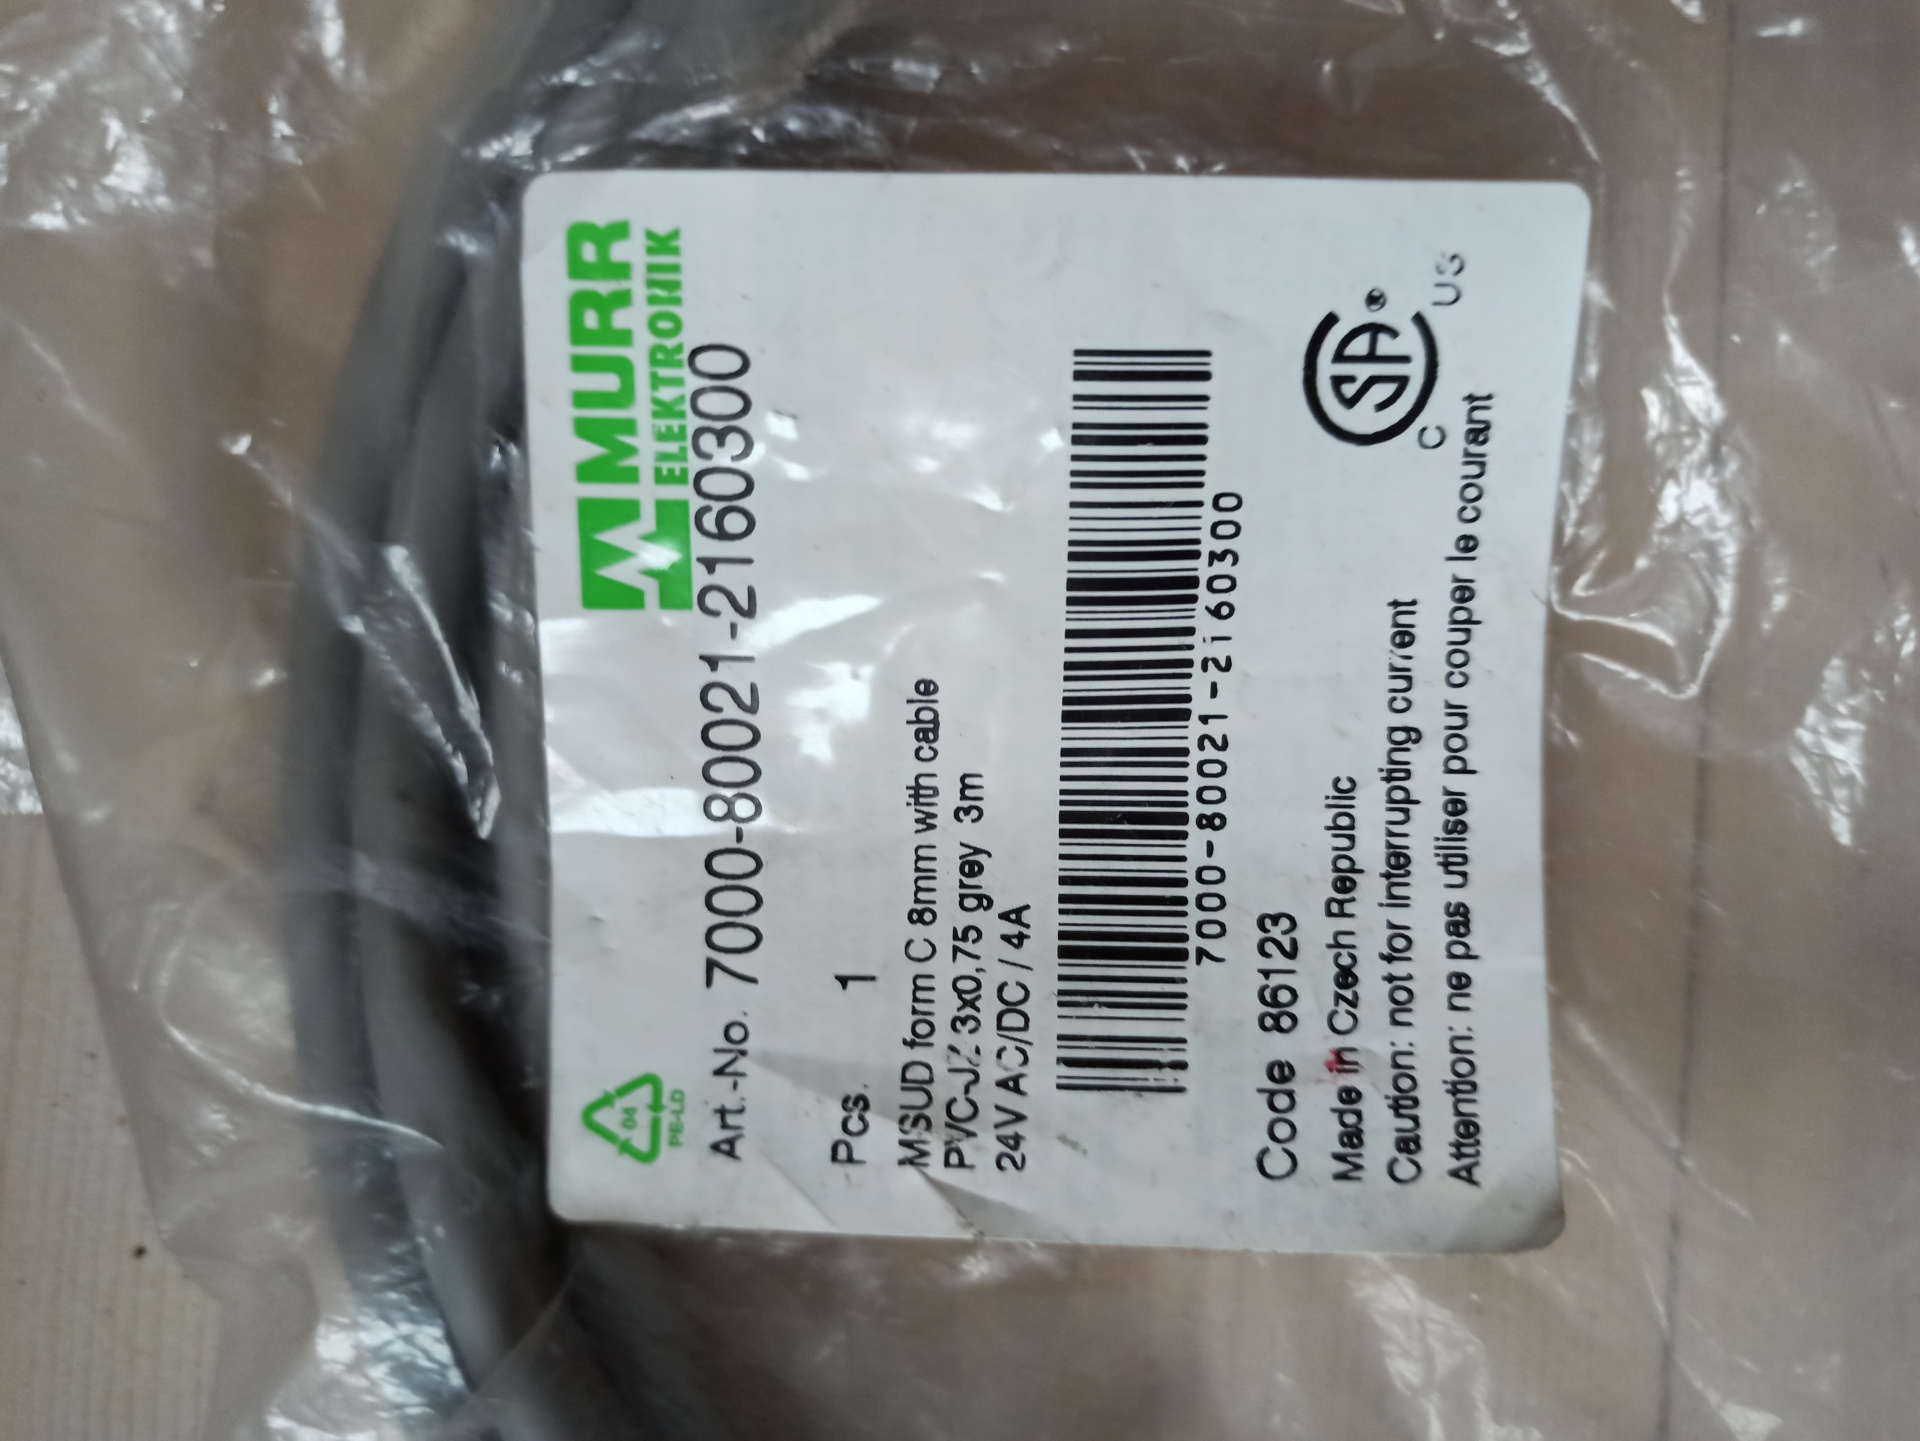 MURR
ELEKTRONIK
04
PE-LD
Art.-No. 7000-80021-2160300
Pcs. 1
MSUD form C 8mm with cable
PVC-JZ 3x0,75 grey 3m
24V AC/DC / 4A
7000-80021-2160300
Code 86123
SA®
C US
Made in Czech Republic
Caution: not for interrupting current
Attention: ne pas utiliser pour couper le courant